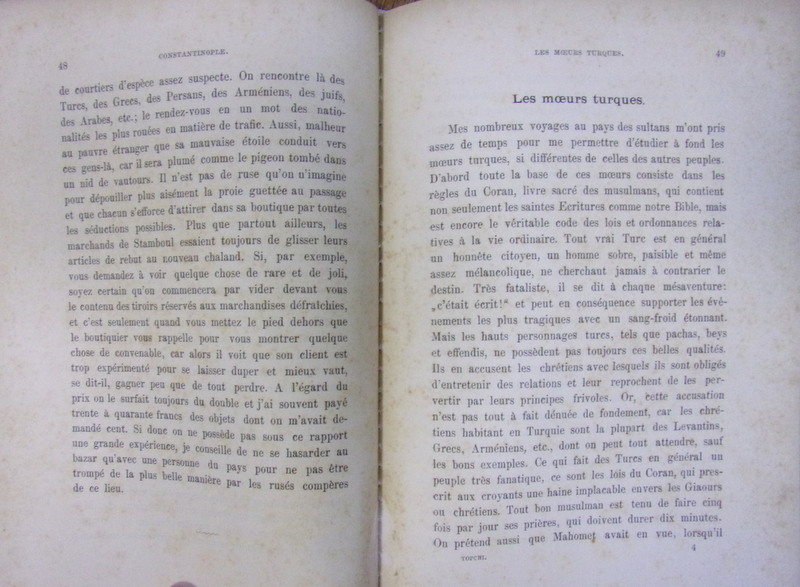 48
CONSTANTINOPLE.
de courtiers d'espèce assez suspecte. On rencontre là des
Turcs, des Grecs, des Persans, des Arméniens, des juifs,
des Arabes, etc.; le rendez-vous en un mot des natio-
nalités les plus rouées en matière de trafic. Aussi, malheur
au pauvre étranger que sa mauvaise étoile conduit vers
ces gens-là, car il sera plumé comme le pigeon tombé dans
un nid de vautours. Il n'est pas de ruse qu'on n'imagine
pour dépouiller plus aisément la proie guettée au passage
et que chacun s'efforce d'attirer dans sa boutique par toutes
les séductions possibles. Plus que partout ailleurs, les
marchands de Stamboul essaient toujours de glisser leurs
articles de rebut au nouveau chaland. Si, par exemple,
vous demandez à voir quelque chose de rare et de joli,
soyez certain qu'on commencera par vider devant vous
le contenu des tiroirs réservés aux marchandises défraîchies,
et c'est seulement quand vous mettez le pied dehors que
le boutiquier vous rappelle pour vous montrer quelque
chose de convenable, car alors il voit que son client est
trop expérimenté pour se laisser duper et mieux vaut,
se dit-il, gagner peu que de tout perdre. A l'égard du
prix on le surfait toujours du double et j'ai souvent payé
trente à quarante francs des objets dont on m'avait de-
mandé cent. Si donc on ne possède pas sous ce rapport
une grande expérience, je conseille de ne se hasarder au
bazar qu'avec une personne du pays pour ne pas être
trompé de la plus belle manière par les rusés compères
de ce lieu.
LES MŒURS TURQUES.
49
Les mœurs turques.
Mes nombreux voyages au pays des sultans m'ont pris
assez de temps pour me permettre d'étudier à fond les
mœurs turques, si différentes de celles des autres peuples.
D'abord toute la base de ces mœurs consiste dans les
règles du Coran, livre sacré des musulmans, qui contient
non seulement les saintes Ecritures comme notre Bible, mais
est encore le véritable code des lois et ordonnances rela-
tives à la vie ordinaire. Tout vrai Turc est en général
un honnête citoyen, un homme sobre, paisible et même
assez mélancolique, ne cherchant jamais à contrarier le
destin. Très fataliste, il se dit à chaque mésaventure:
„c'était écrit!“ et peut en conséquence supporter les évé-
nements les plus tragiques avec un sang-froid étonnant.
Mais les hauts personnages turcs, tels que pachas, beys
et effendis, ne possèdent pas toujours ces belles qualités.
Ils en accusent les chrétiens avec lesquels ils sont obligés
d'entretenir des relations et leur reprochent de les per-
vertir par leurs principes frivoles. Or, cette accusation
n'est pas tout à fait dénuée de fondement, car les chré-
tiens habitant en Turquie sont la plupart des Levantins,
Grecs, Arméniens, etc., dont on peut tout attendre, sauf
les bons exemples. Ce qui fait des Turcs en général un
peuple très fanatique, ce sont les lois du Coran, qui pres-
crit aux croyants une haine implacable envers les Giaours
ou chrétiens. Tout bon musulman est tenu de faire cinq
fois par jour ses prières, qui doivent durer dix minutes.
On prétend aussi que Mahomet avait en vue, lorsqu'il
TOPCHI.
4